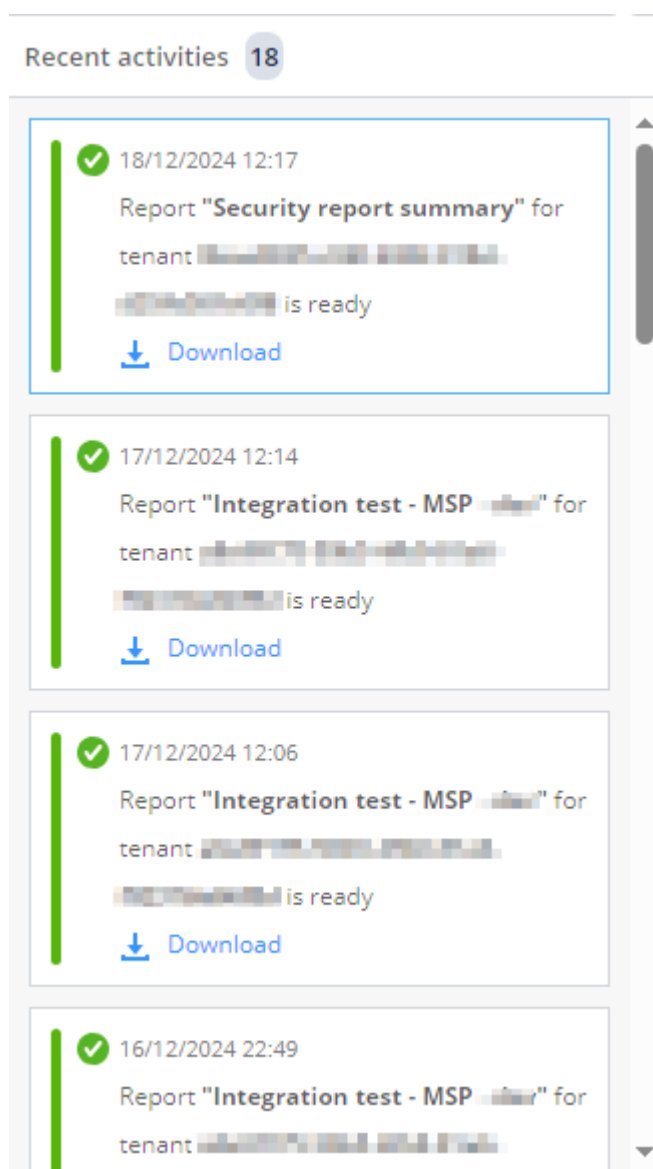 Recent activities 18
18/12/2024 12:17
Report "Security report summary" for
tenant
is ready
Download
17/12/2024 12:14
Report "Integration test - MSP " for
tenant
is ready
Download
17/12/2024 12:06
Report "Integration test - MSP " for
tenant
is ready
Download
16/12/2024 22:49
Report "Integration test - MSP " for
tenant